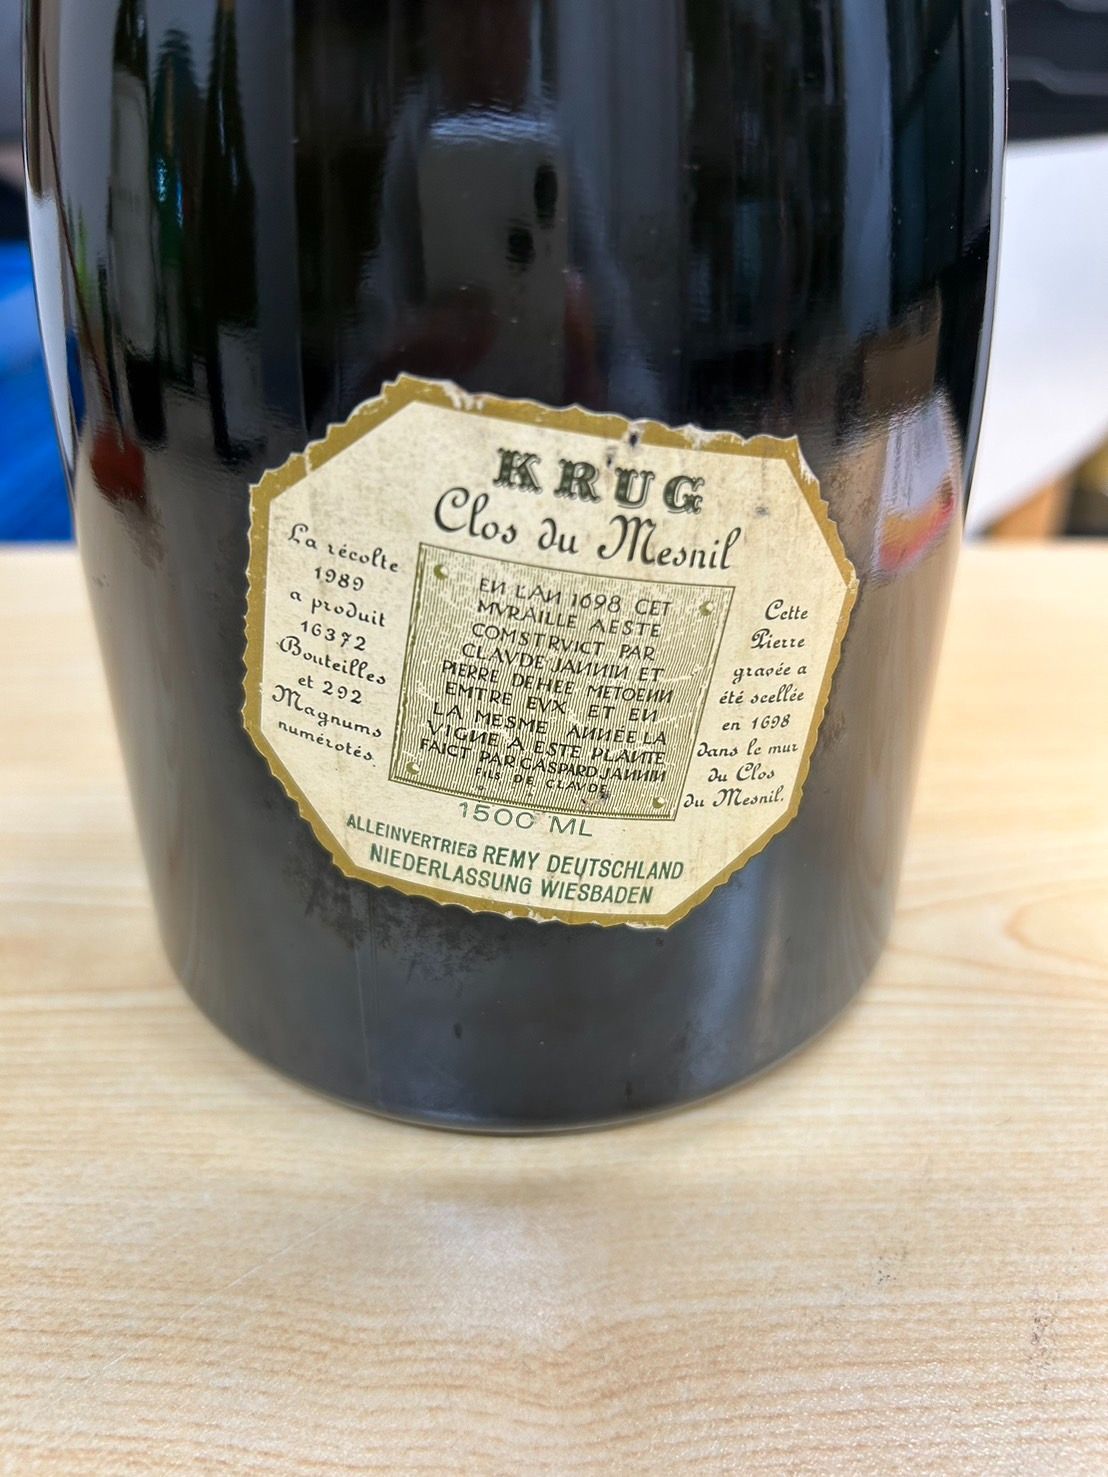 KRUG
Clos du Mesnil
La récolte
1989
a produit
16372
Bouteilles
et 292
Magnums
numérotés.
EN L'AN 1698 CET
MVRAILLE AESTE
COMSTRVICT PAR
CLAVDE JANNIN ET
PIERRE DEHEE METOENN
EMTRE EVX ET EN
LA MESME ANNEE LA
VIGNE A ESTE PLANTE
FAICT PAR GASPARD JANNIN
FILS DE CLAVDE
Cette
Pierre
gravée a
été scellée
en 1698
dans le mur
du Clos
du Mesnil.
1500 ML
ALLEINVERTRIEB REMY DEUTSCHLAND
NIEDERLASSUNG WIESBADEN